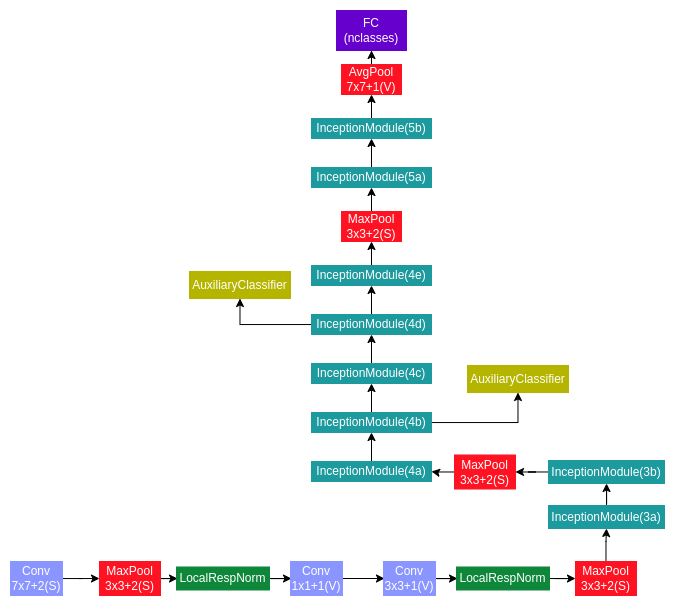 FC
(nclasses)
AvgPool
7x7+1(V)
InceptionModule(5b)
InceptionModule(5a)
MaxPool
3x3+2(S)
InceptionModule(4e)
AuxiliaryClassifier
InceptionModule(4d)
InceptionModule(4c)
AuxiliaryClassifier
InceptionModule(4b)
InceptionModule(4a)
MaxPool
3x3+2(S)
InceptionModule(3b)
InceptionModule(3a)
Conv
7x7+2(S)
MaxPool
3x3+2(S)
LocalRespNorm
Conv
1x1+1(V)
Conv
3x3+1(V)
LocalRespNorm
MaxPool
3x3+2(S)